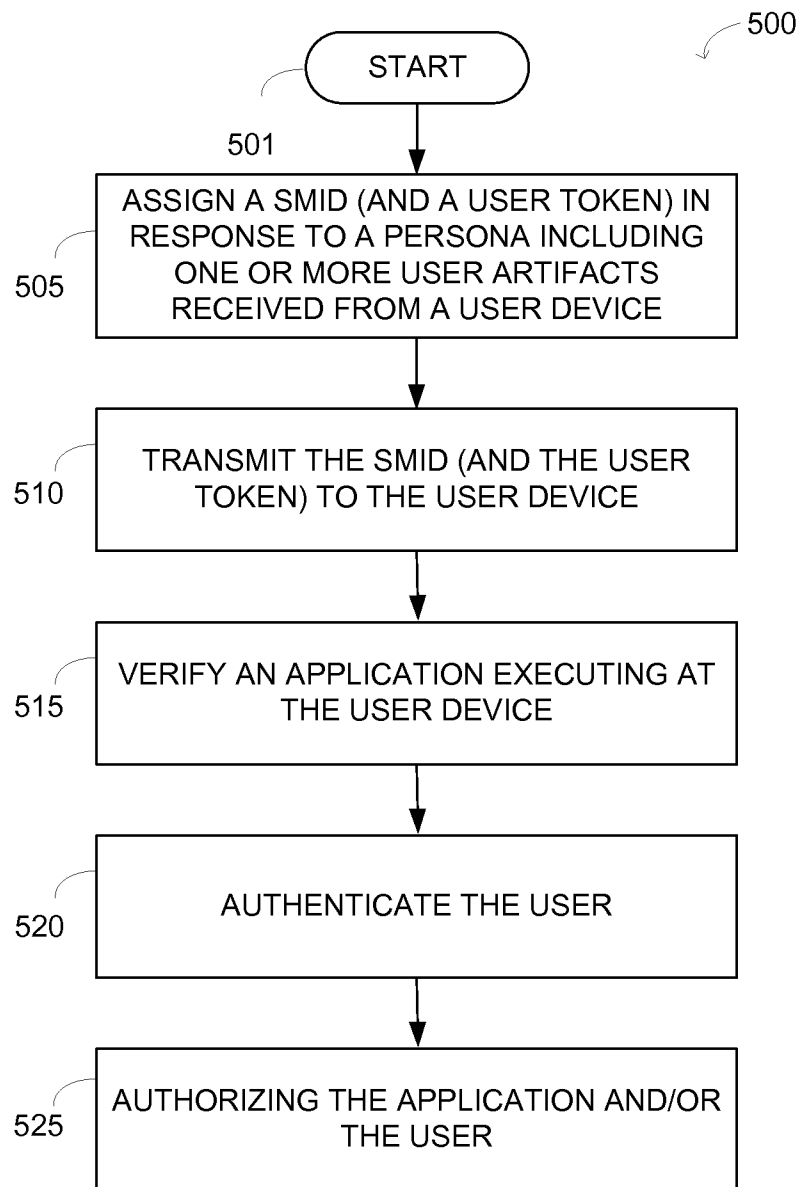 500
START
501
ASSIGN A SMID (AND A USER TOKEN) IN
RESPONSE TO A PERSONA INCLUDING
ONE OR MORE USER ARTIFACTS
RECEIVED FROM A USER DEVICE
505
TRANSMIT THE SMID (AND THE USER
TOKEN) TO THE USER DEVICE
510
VERIFY AN APPLICATION EXECUTING AT
THE USER DEVICE
515
AUTHENTICATE THE USER
520
AUTHORIZING THE APPLICATION AND/OR
THE USER
525